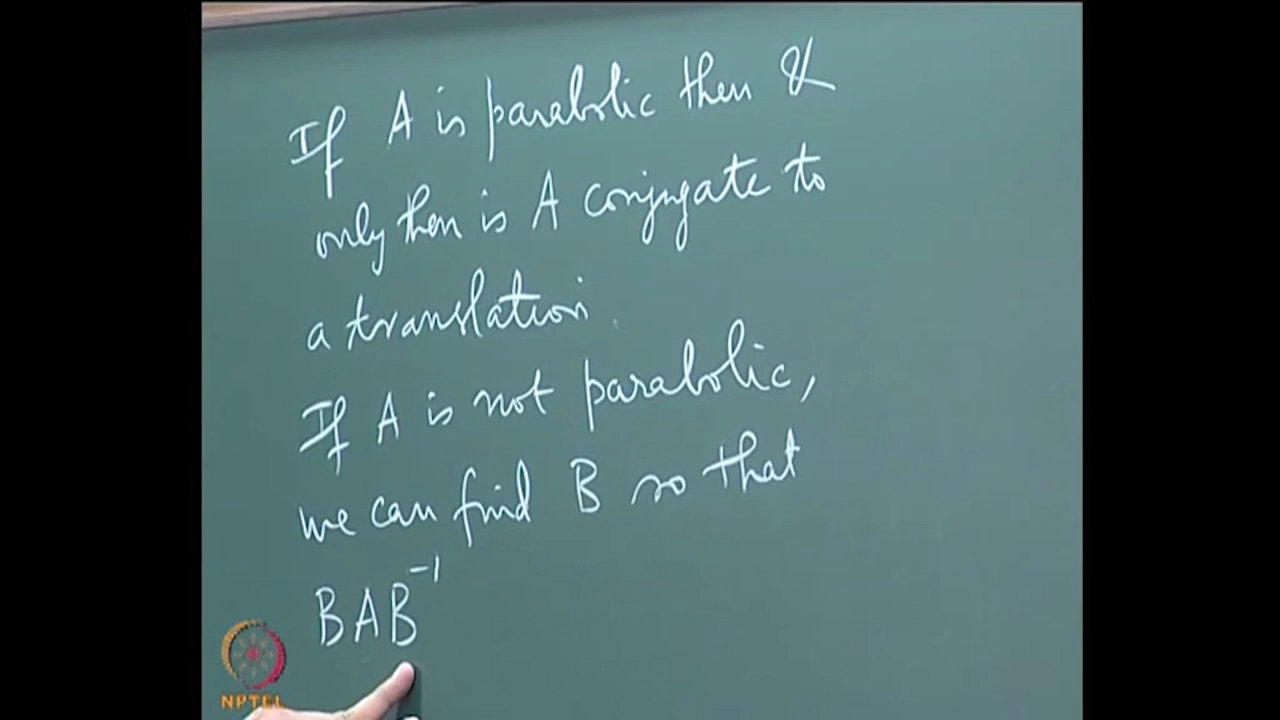 If A is parabolic then &
only then is A conjugate to
a translation.
If A is not parabolic,
we can find B so that
BAB⁻¹
NPTEL